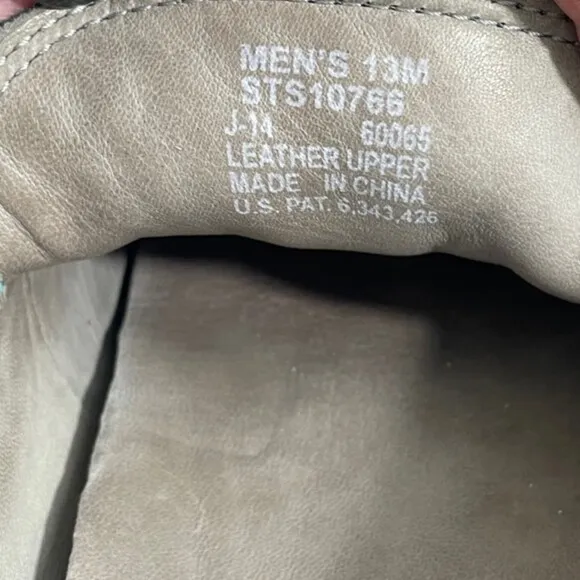 MEN'S 13M
STS10766
J-14 60065
LEATHER UPPER
MADE IN CHINA
U.S. PAT. 6,343,426